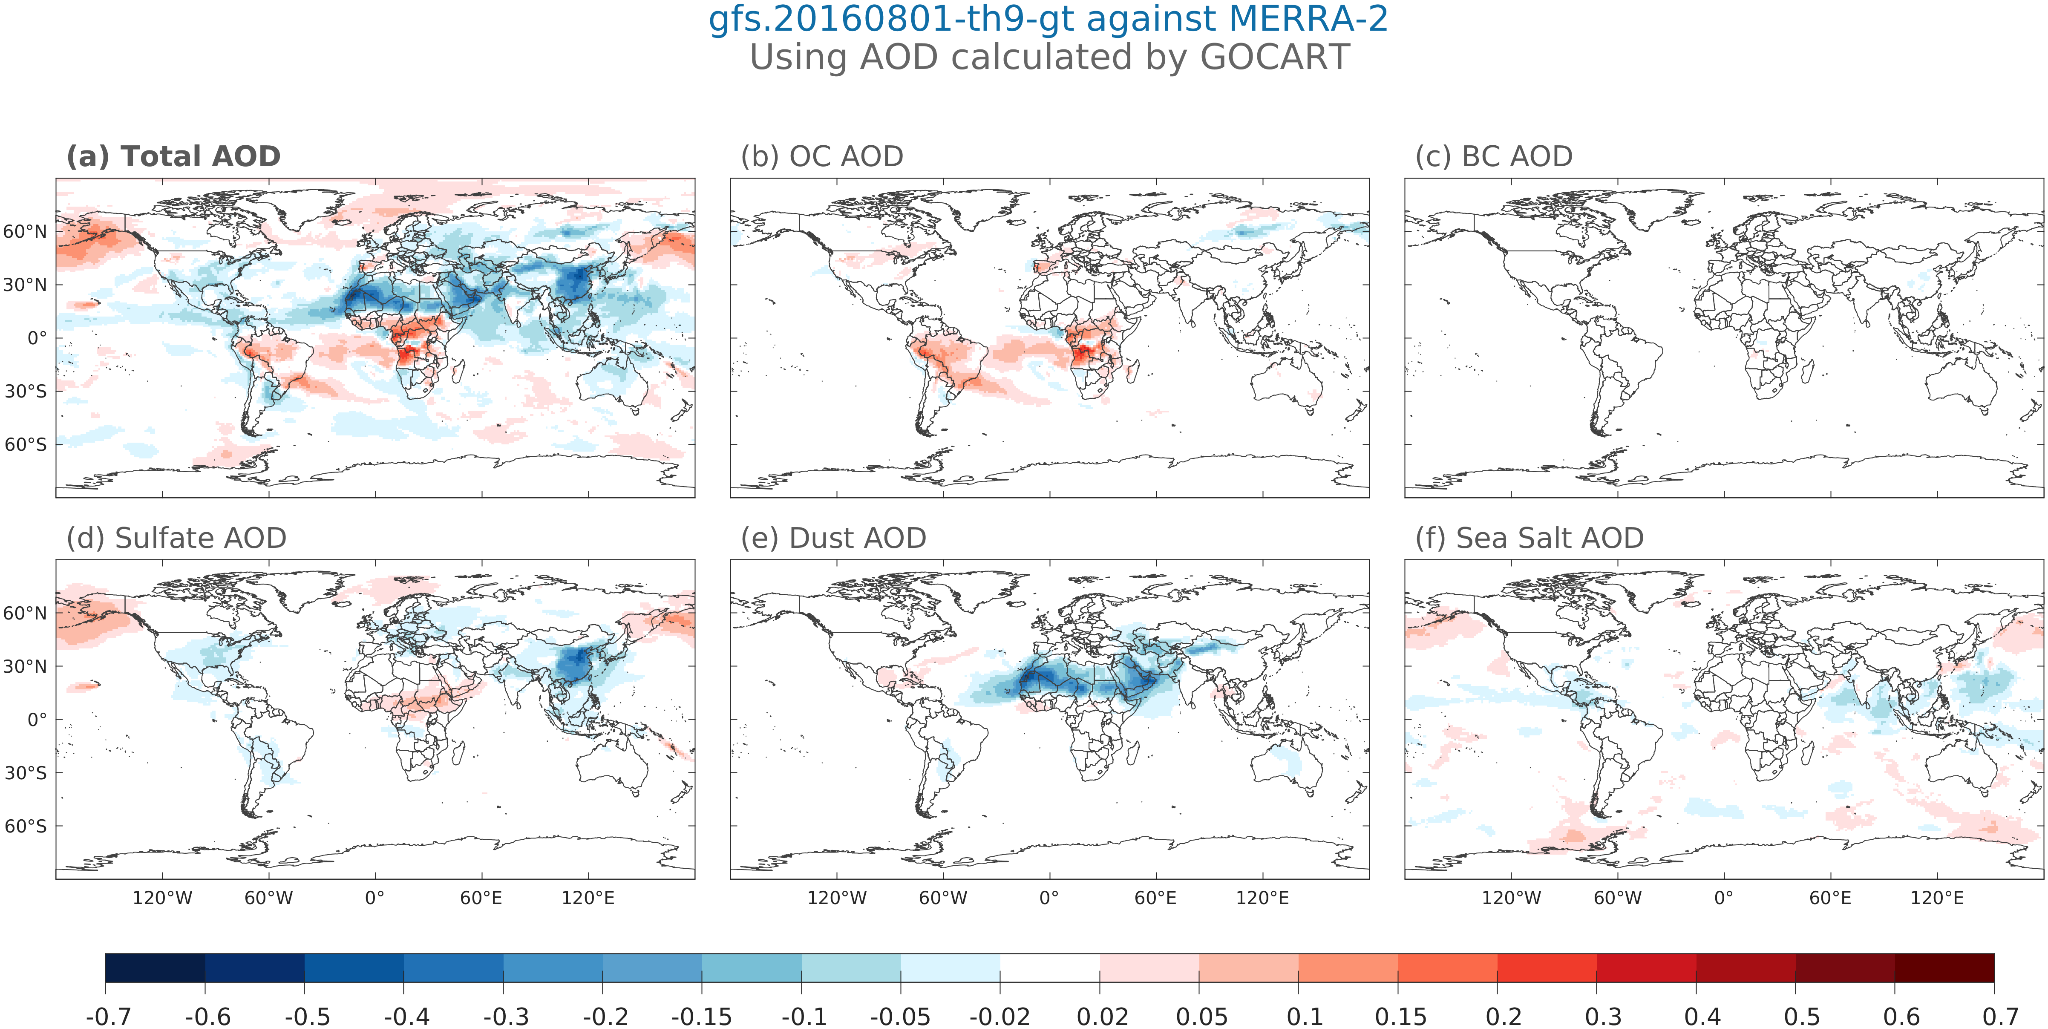 gfs.20160801-th9-gt against MERRA-2
Using AOD calculated by GOCART
(a) Total AOD
(b) OC AOD
(c) BC AOD
60°N
30°N
0°
30°S
60°S
(d) Sulfate AOD
(e) Dust AOD
(f) Sea Salt AOD
60°N
30°N
0°
30°S
60°S
120°W 60°W 0° 60°E 120°E
120°W 60°W 0° 60°E 120°E
120°W 60°W 0° 60°E 120°E
-0.7 -0.6 -0.5 -0.4 -0.3 -0.2 -0.15 -0.1 -0.05 -0.02 0.02 0.05 0.1 0.15 0.2 0.3 0.4 0.5 0.6 0.7